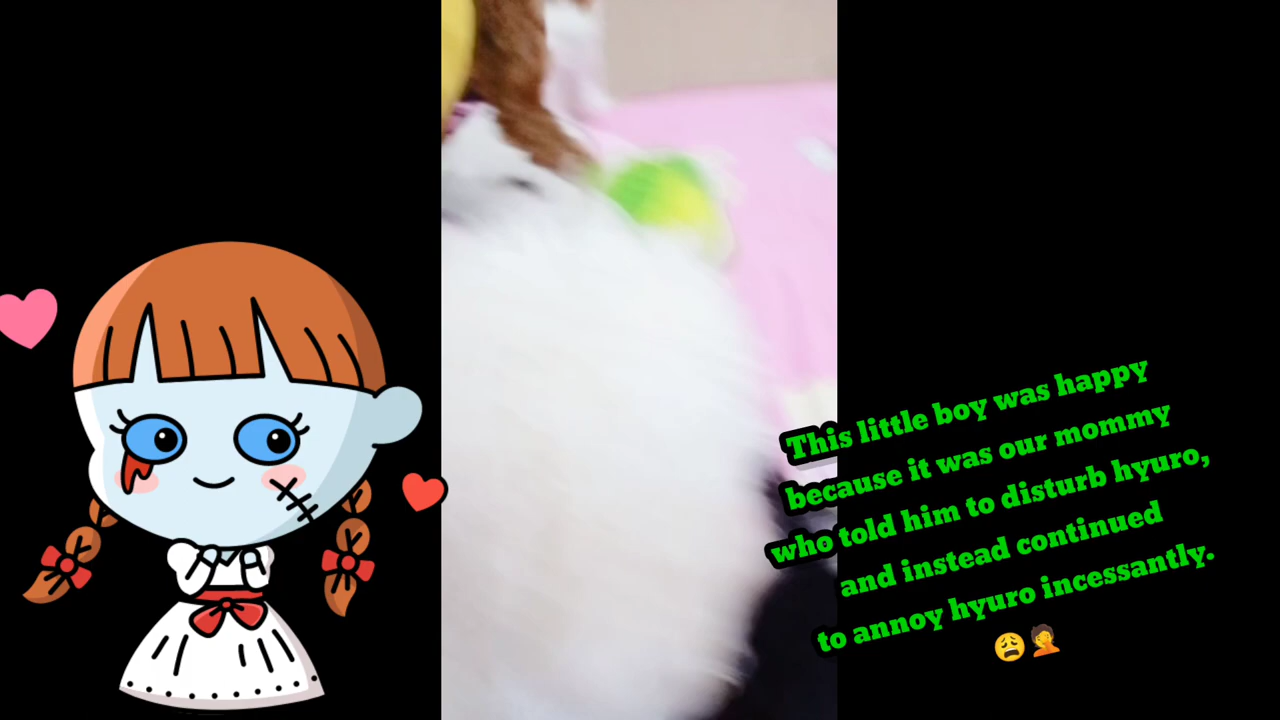 This little boy was happy
because it was our mommy
who told him to disturb hyuro,
and instead continued
to annoy hyuro incessantly.
😩🤦